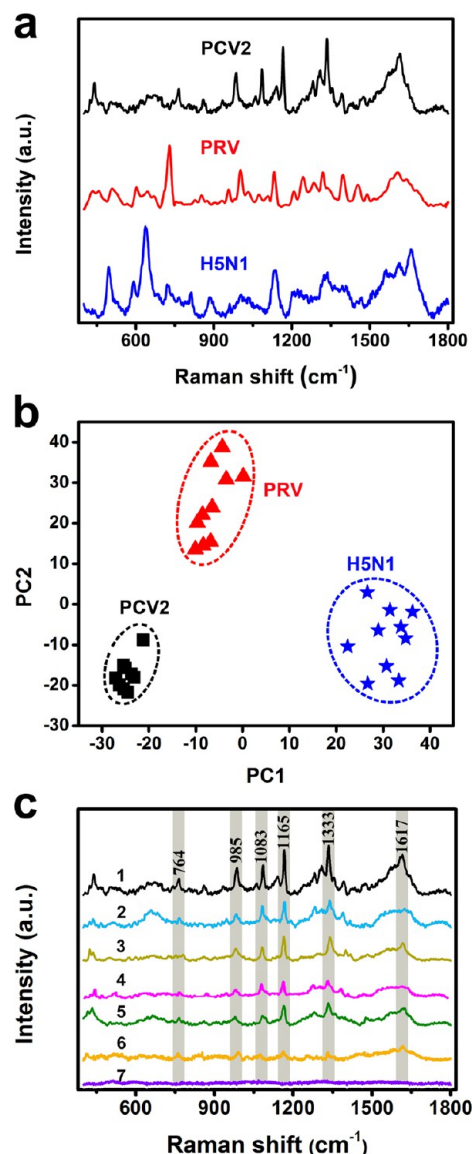 a
PCV2
PRV
H5N1
Intensity (a.u.)
600 900 1200 1500 1800
Raman shift (cm⁻¹)
b
40
30
20
10
0
-10
-20
-30
PC2
PRV
H5N1
PCV2
-30 -20 -10 0 10 20 30 40
PC1
c
764 985 1083 1165 1333 1617
1
2
3
4
5
6
7
Intensity (a.u.)
600 900 1200 1500 1800
Raman shift (cm⁻¹)